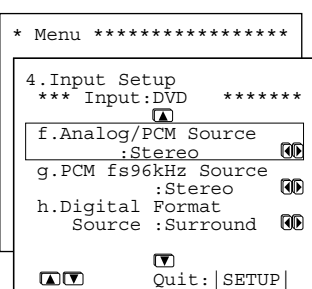 * Menu *****************
4.Input Setup
*** Input:DVD *******
f.Analog/PCM Source
:Stereo
g.PCM fs96kHz Source
:Stereo
h.Digital Format
Source :Surround
Quit:|SETUP|